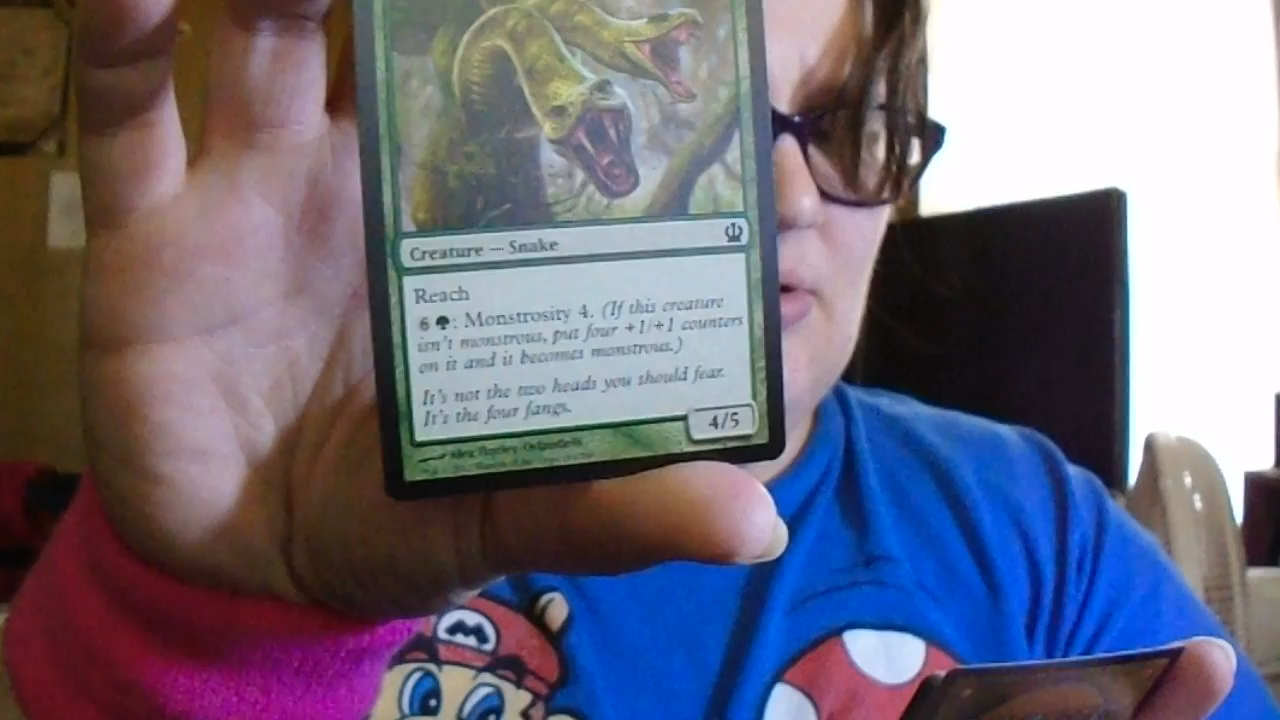 Creature — Snake
Reach
6 : Monstrosity 4. (If this creature
isn't monstrous, put four +1/+1 counters
on it and it becomes monstrous.)
It's not the two heads you should fear.
It's the four fangs.
4/5
M